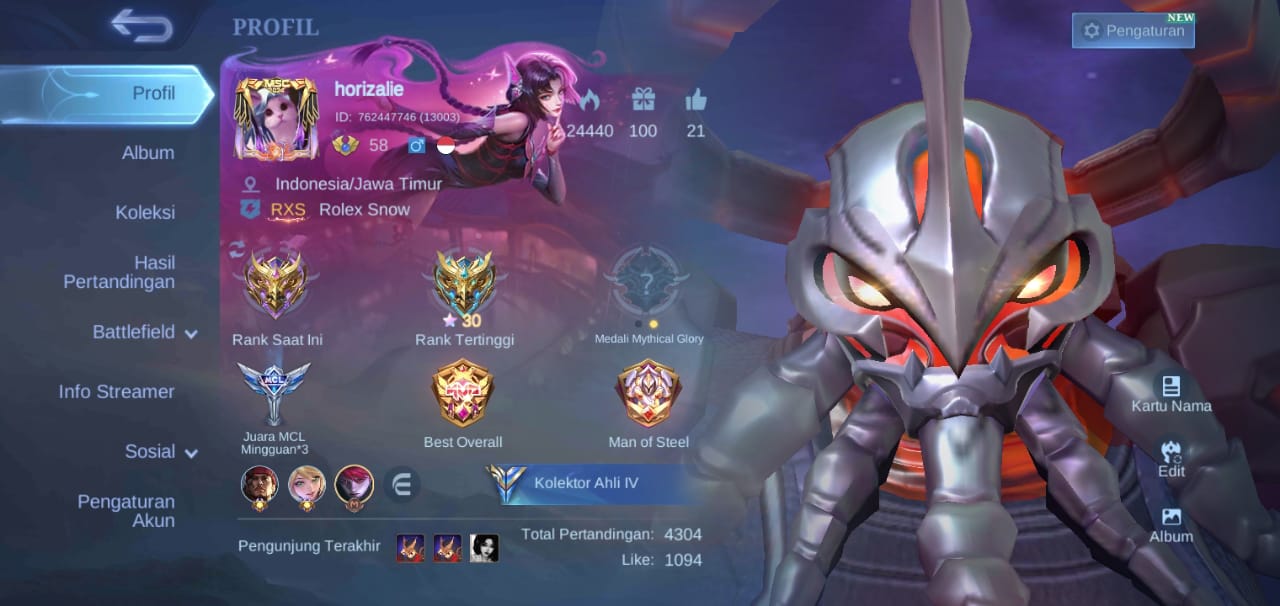 PROFIL
NEW
Pengaturan
Profil
Album
Koleksi
Hasil
Pertandingan
Battlefield
Info Streamer
Sosial
Pengaturan
Akun
MSC
horizalie
ID: 762447746 (13003)
58
24440
100
21
Indonesia/Jawa Timur
RXS Rolex Snow
Rank Saat Ini
30
Rank Tertinggi
?
Medali Mythical Glory
MCL
Juara MCL
Mingguan*3
Best Overall
Man of Steel
Kolektor Ahli IV
Pengunjung Terakhir
Total Pertandingan: 4304
Like: 1094
Kartu Nama
Edit
Album